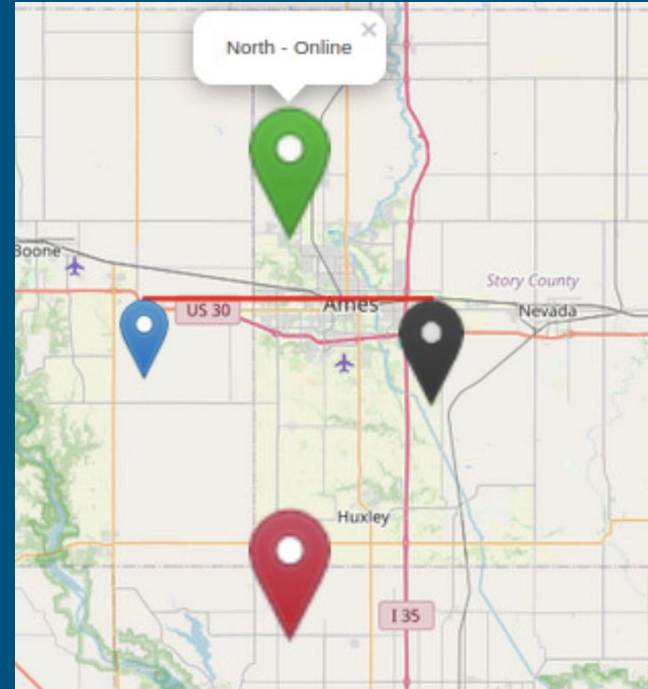 North - Online
×
Boone
Story County
US 30
Ames
Nevada
Huxley
I 35